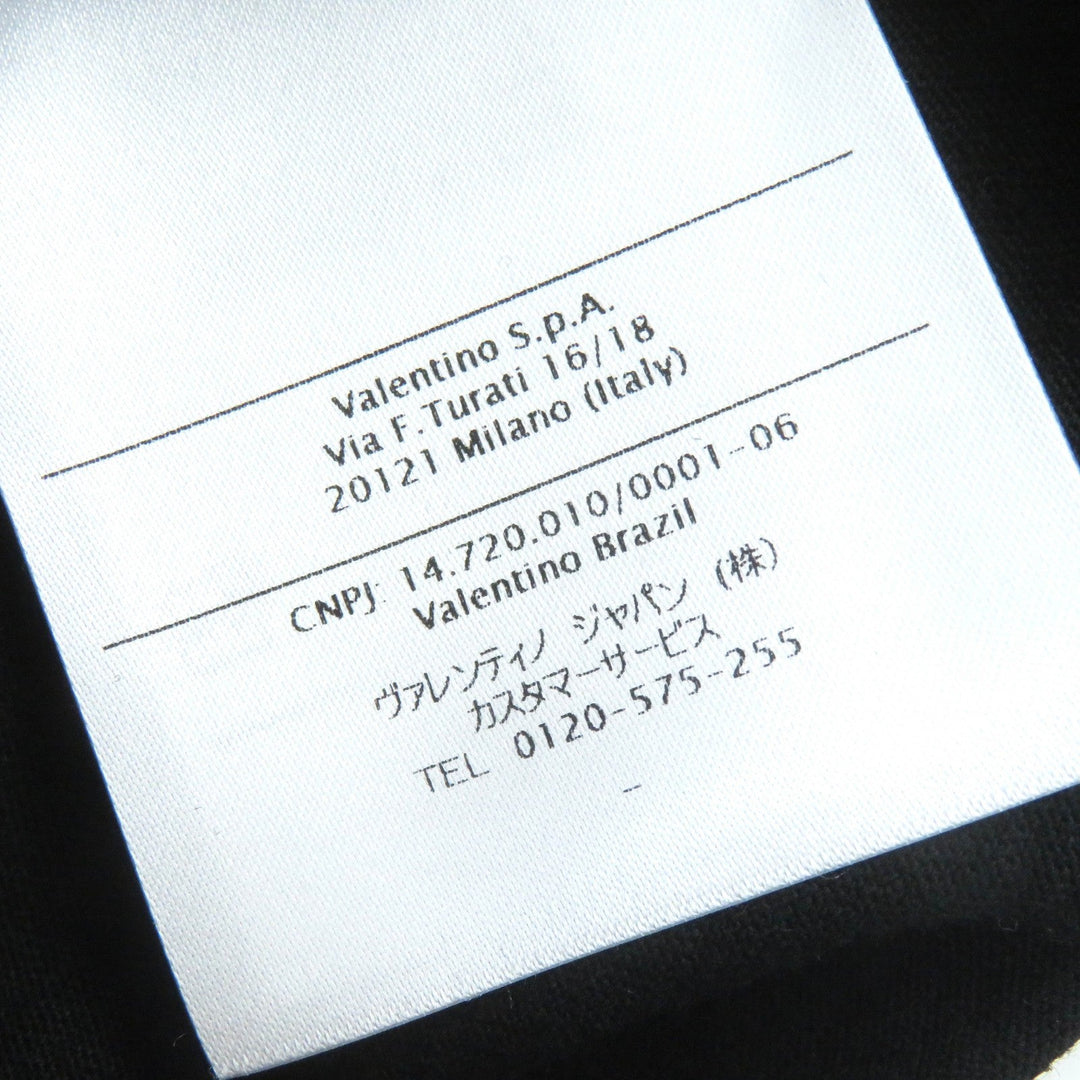 Valentino S.p.A.
Via F.Turati 16/18
20121 Milano (Italy)
CNPJ: 14.720.010/0001-06
Valentino Brazil
ヴァレンティノ ジャパン (株)
カスタマーサービス
TEL 0120-575-255